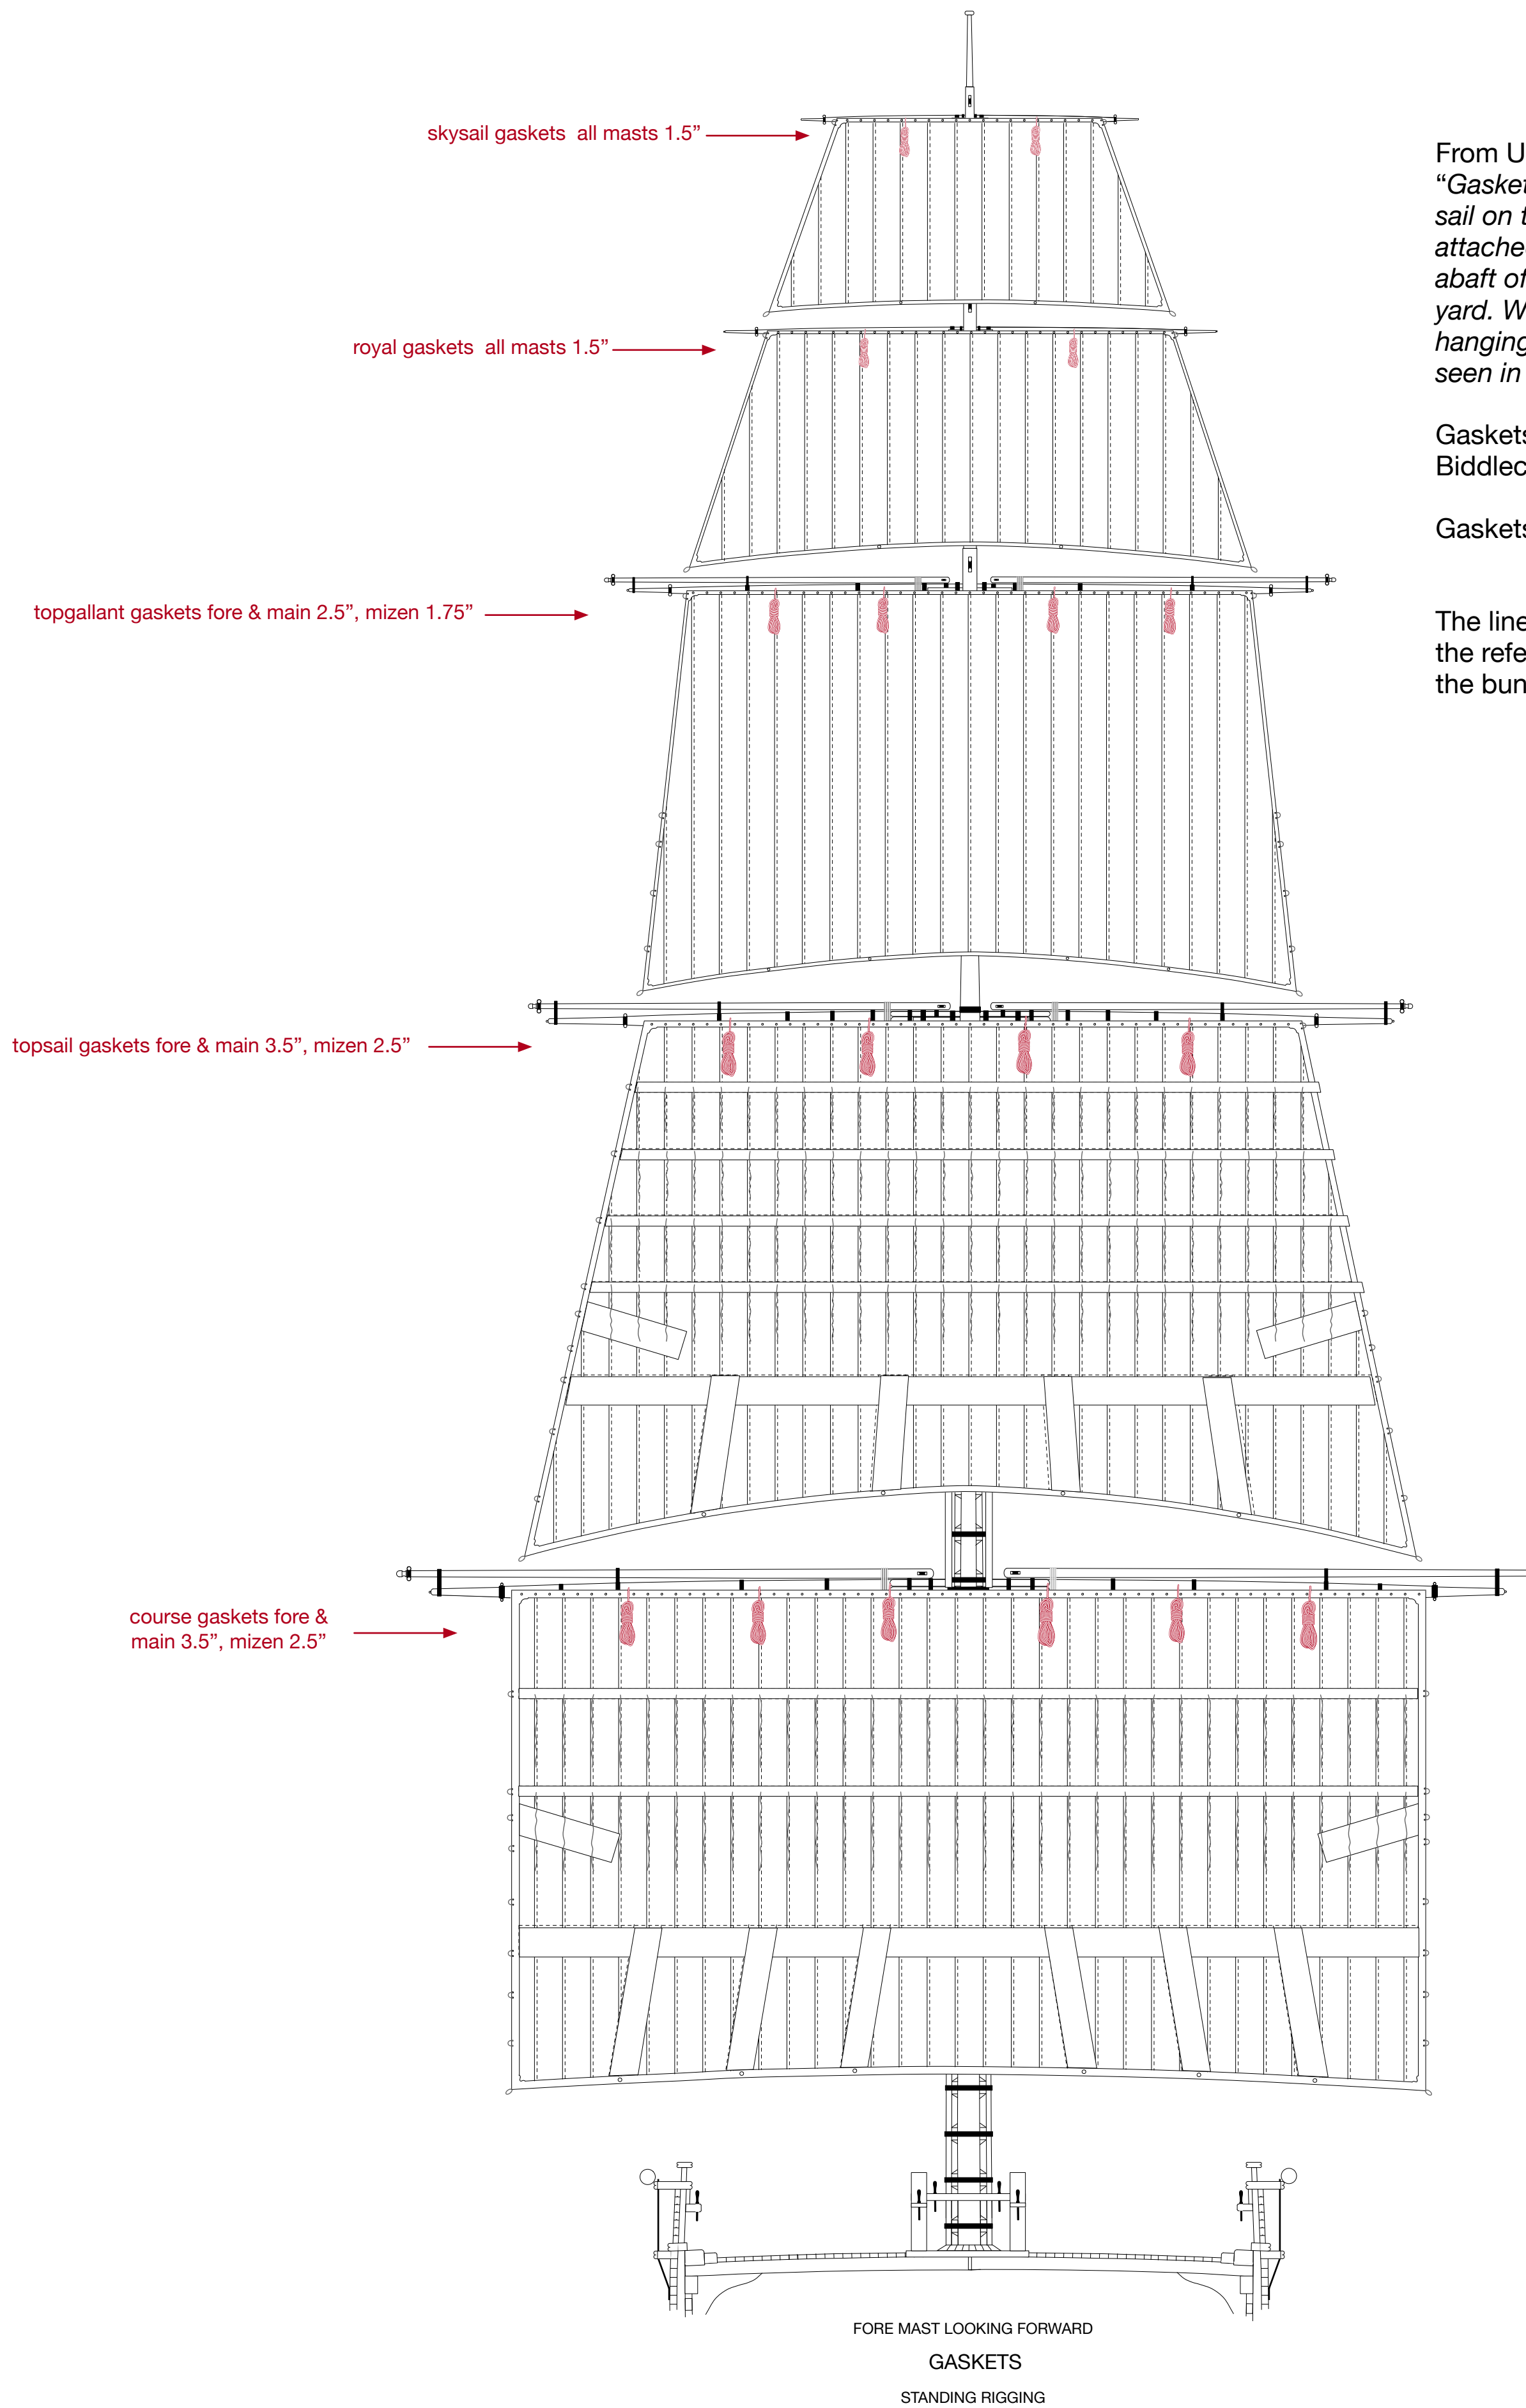 skysail gaskets  all masts 1.5”
From U
“Gasket
sail on t
attache
abaft of
yard. W
hanging
seen in
royal gaskets  all masts 1.5”
Gaskets
Biddlec
Gaskets
topgallant gaskets fore & main 2.5”, mizen 1.75”
The line
the refe
the bun
topsail gaskets fore & main 3.5”, mizen 2.5”
course gaskets fore &
main 3.5”, mizen 2.5”
FORE MAST LOOKING FORWARD
GASKETS
STANDING RIGGING